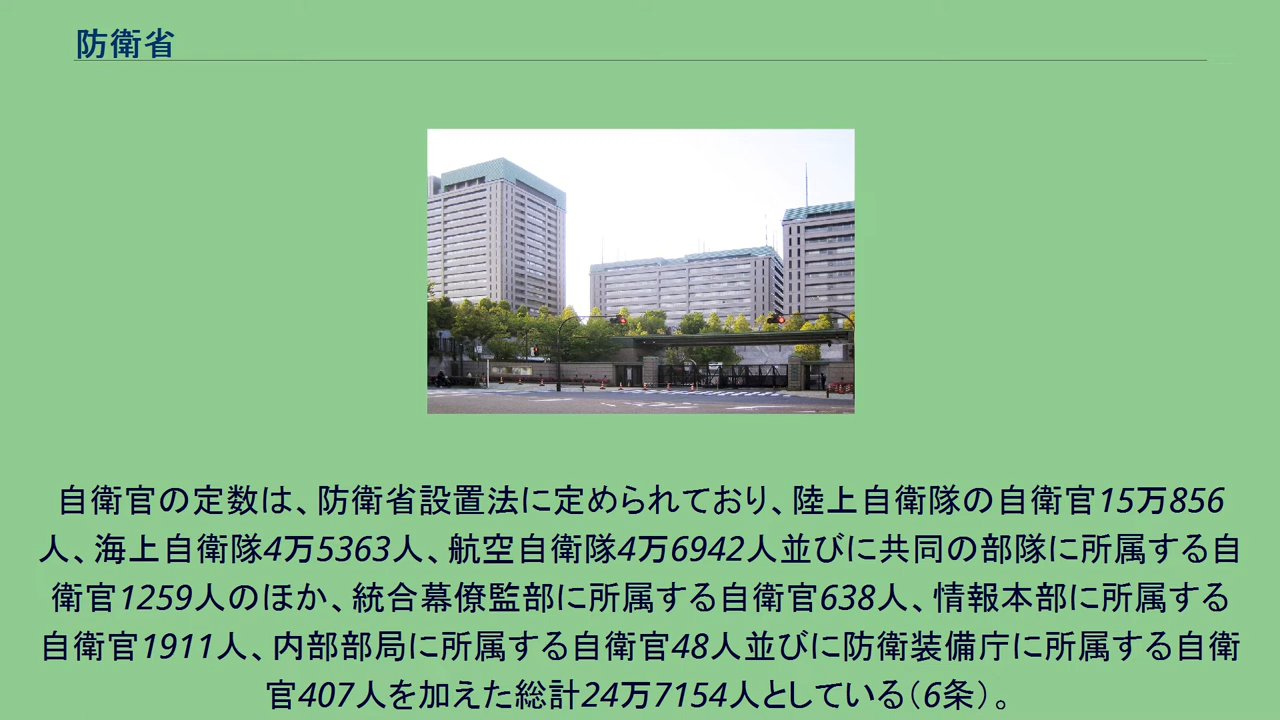 防衛省
自衛官の定数は、防衛省設置法に定められており、陸上自衛隊の自衛官15万856
人、海上自衛隊4万5363人、航空自衛隊4万6942人並びに共同の部隊に所属する自
衛官1259人のほか、統合幕僚監部に所属する自衛官638人、情報本部に所属する
自衛官1911人、内部部局に所属する自衛官48人並びに防衛装備庁に所属する自衛
官407人を加えた総計24万7154人としている（6条）。